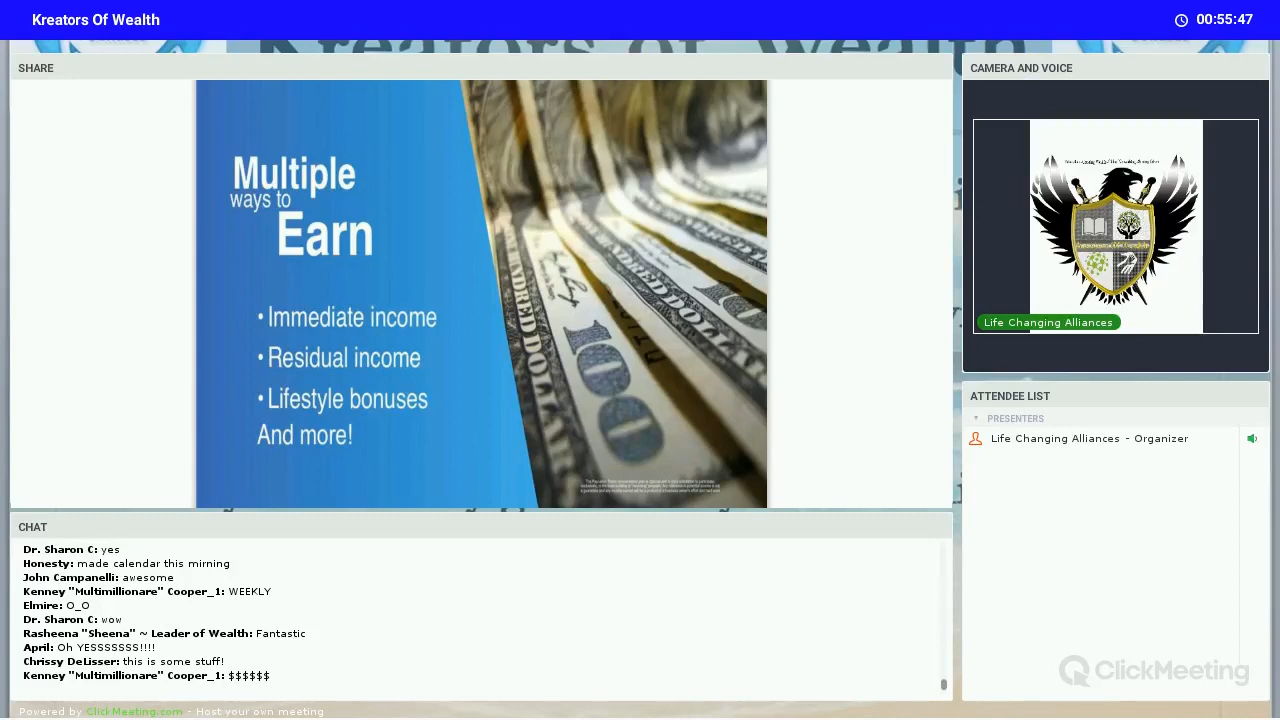 Kreators Of Wealth
00:55:47
Kreators of Wealth
SHARE
Multiple
ways to
Earn
• Immediate income
• Residual income
• Lifestyle bonuses
And more!
100
CAMERA AND VOICE
Life Changing Alliances
ATTENDEE LIST
PRESENTERS
Life Changing Alliances - Organizer
CHAT
Dr. Sharon C: yes
Honesty: made calendar this mirning
John Campanelli: awesome
Kenney "Multimillionare" Cooper_1: WEEKLY
Elmire: O_O
Dr. Sharon C: wow
Rasheena "Sheena" ~ Leader of Wealth: Fantastic
April: Oh YESSSSSSS!!!!
Chrissy DeLisser: this is some stuff!
Kenney "Multimillionare" Cooper_1: $$$$$$
ClickMeeting
Powered by ClickMeeting.com - Host your own meeting